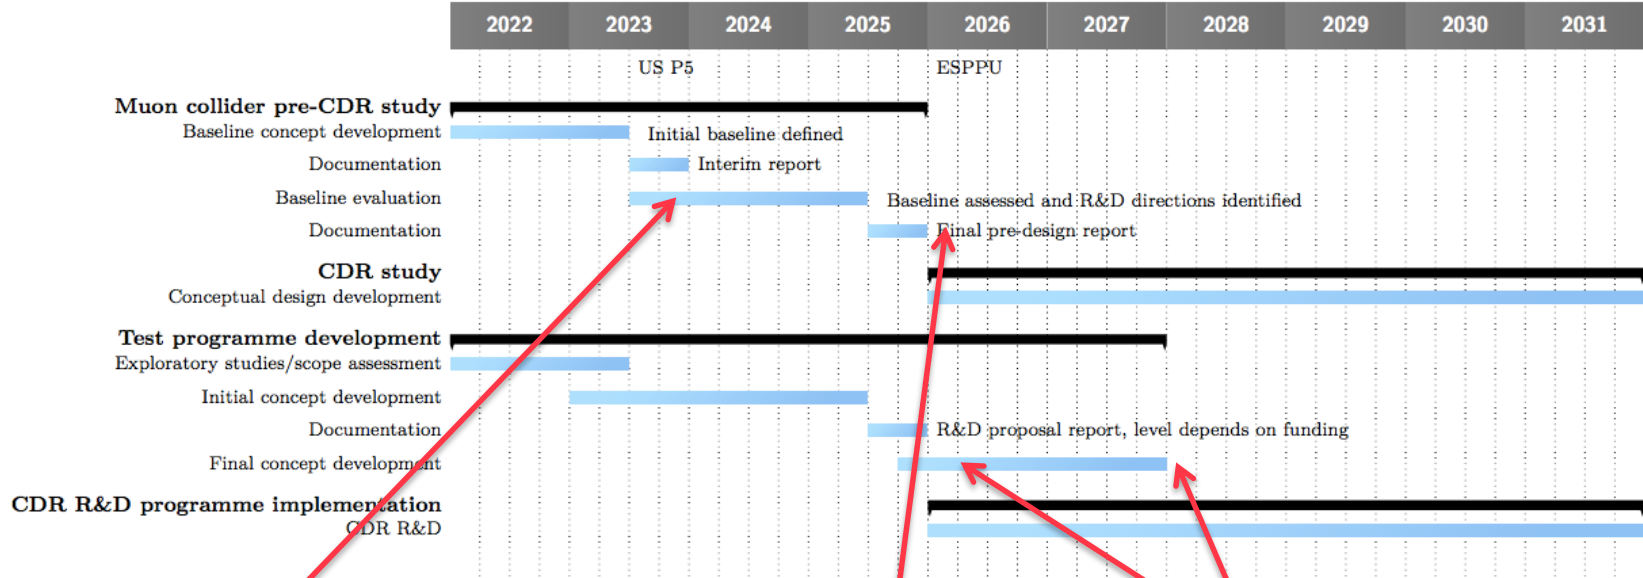 2022 2023 2024 2025 2026 2027 2028 2029 2030 2031
US P5 ESPPU
Muon collider pre-CDR study
Baseline concept development Initial baseline defined
Documentation Interim report
Baseline evaluation Baseline assessed and R&D directions identified
Documentation Final pre-design report
CDR study
Conceptual design development
Test programme development
Exploratory studies/scope assessment
Initial concept development
Documentation R&D proposal report, level depends on funding
Final concept development
CDR R&D programme implementation
CDR R&D